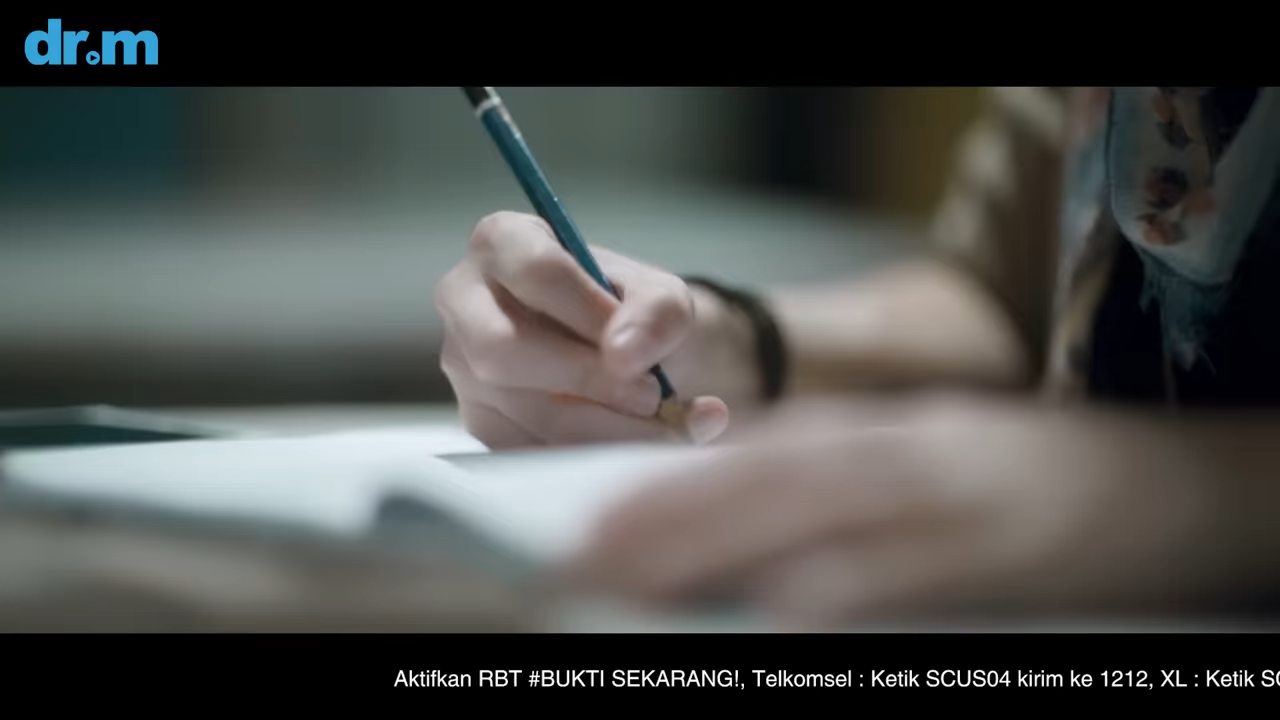 dr.m
Aktifkan RBT #BUKTI SEKARANG!, Telkomsel : Ketik SCUS04 kirim ke 1212, XL : Ketik